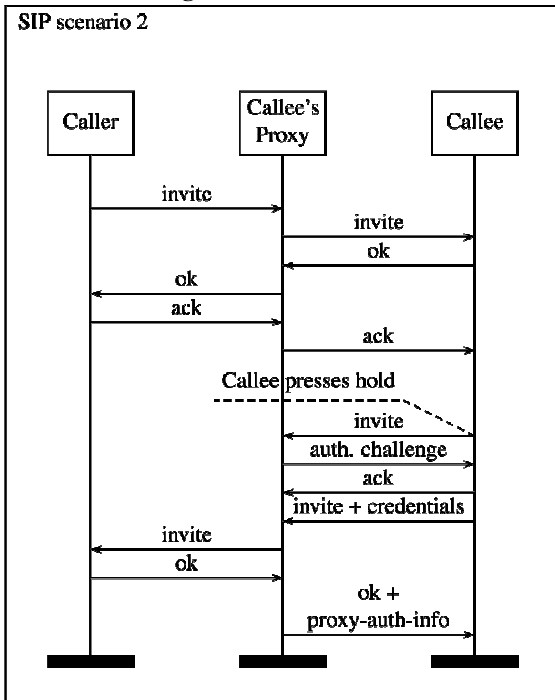 SIP scenario 2
Caller
Callee's
Proxy
Callee
invite
invite
ok
ok
ack
ack
Callee presses hold
invite
auth. challenge
ack
invite + credentials
invite
ok
ok +
proxy-auth-info